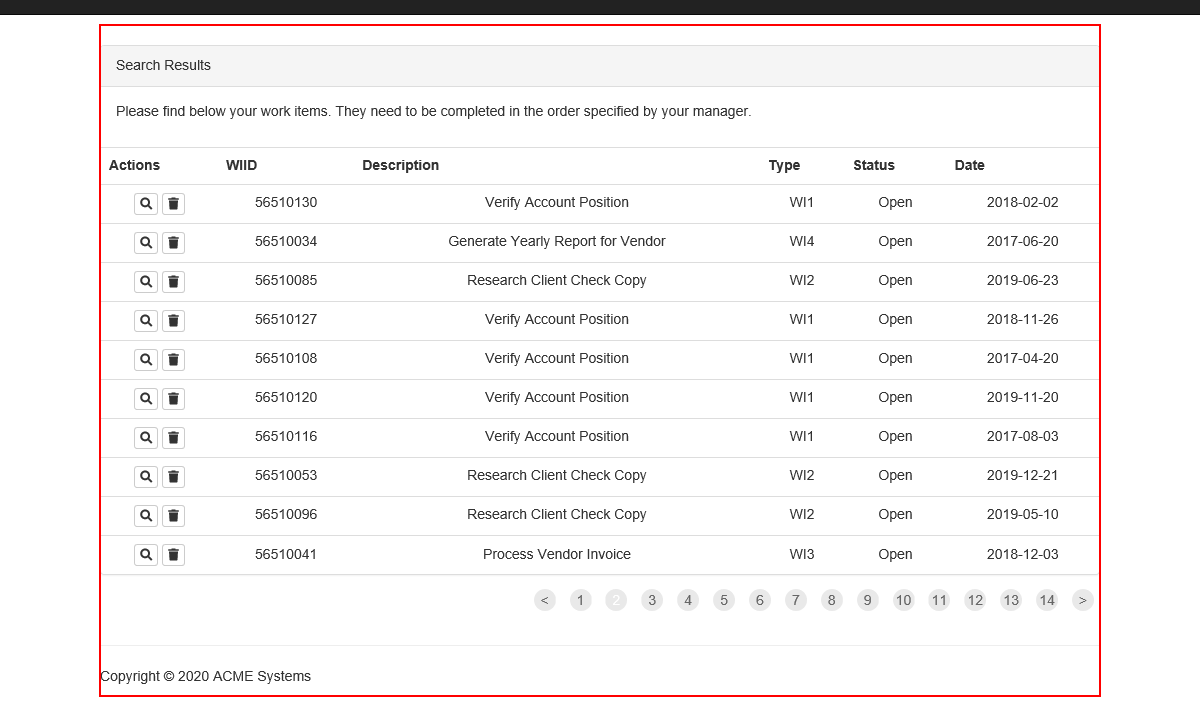 Search Results
Please find below your work items. They need to be completed in the order specified by your manager.
Actions WIID Description Type Status Date
56510130 Verify Account Position WI1 Open 2018-02-02
56510034 Generate Yearly Report for Vendor WI4 Open 2017-06-20
56510085 Research Client Check Copy WI2 Open 2019-06-23
56510127 Verify Account Position WI1 Open 2018-11-26
56510108 Verify Account Position WI1 Open 2017-04-20
56510120 Verify Account Position WI1 Open 2019-11-20
56510116 Verify Account Position WI1 Open 2017-08-03
56510053 Research Client Check Copy WI2 Open 2019-12-21
56510096 Research Client Check Copy WI2 Open 2019-05-10
56510041 Process Vendor Invoice WI3 Open 2018-12-03
< 1 2 3 4 5 6 7 8 9 10 11 12 13 14 >
Copyright © 2020 ACME Systems